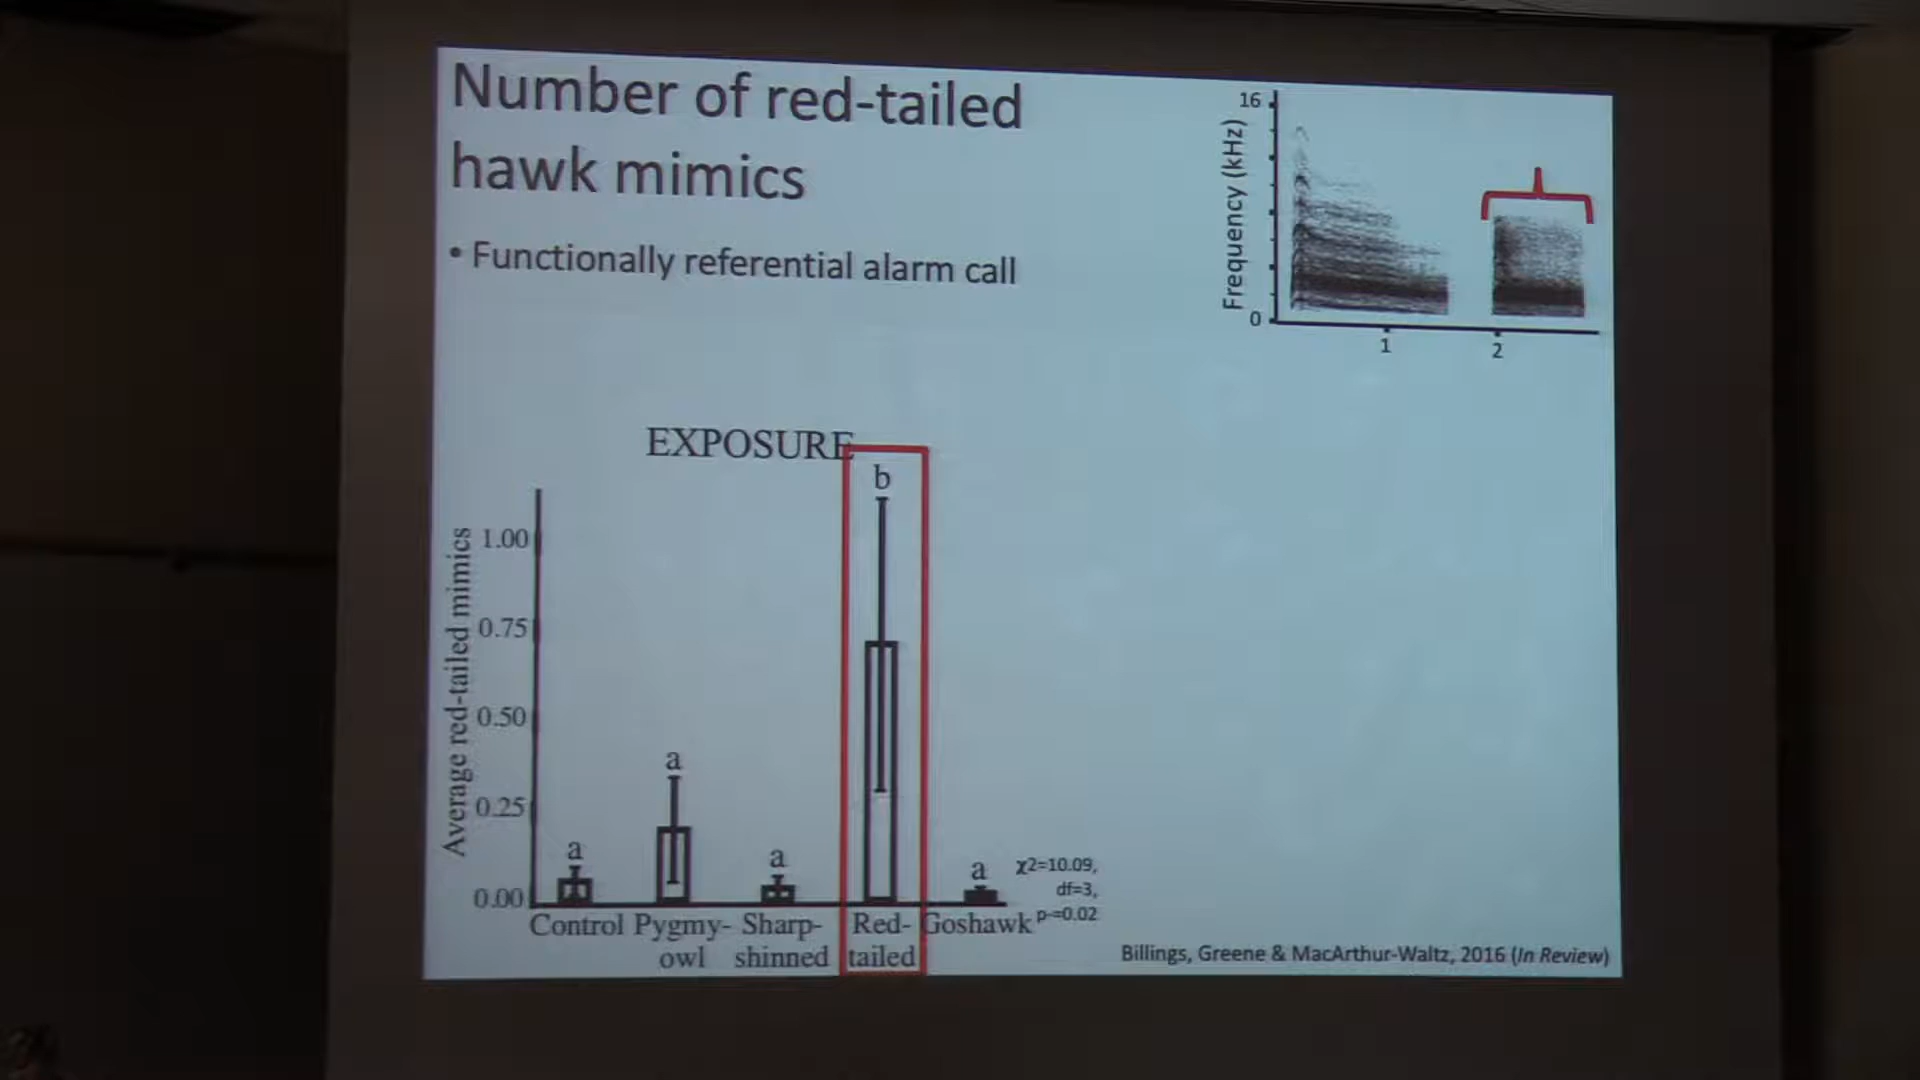 Number of red-tailed
hawk mimics
• Functionally referential alarm call
Frequency (kHz)
16
0
1
2
EXPOSURE
Average red-tailed mimics
1.00
0.75
0.50
0.25
0.00
a
a
a
b
a
Control
Pygmy-
owl
Sharp-
shinned
Red-
tailed
Goshawk
χ2=10.09,
df=3,
p=0.02
Billings, Greene & MacArthur-Waltz, 2016 (In Review)